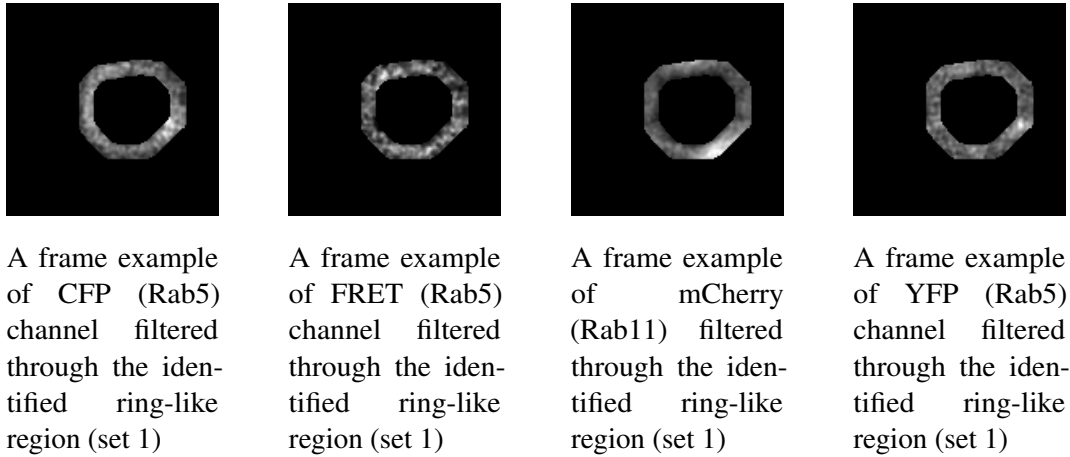 A frame example
of CFP (Rab5)
channel filtered
through the iden-
tified ring-like
region (set 1)
A frame example
of FRET (Rab5)
channel filtered
through the iden-
tified ring-like
region (set 1)
A frame example
of mCherry
(Rab11) filtered
through the iden-
tified ring-like
region (set 1)
A frame example
of YFP (Rab5)
channel filtered
through the iden-
tified ring-like
region (set 1)